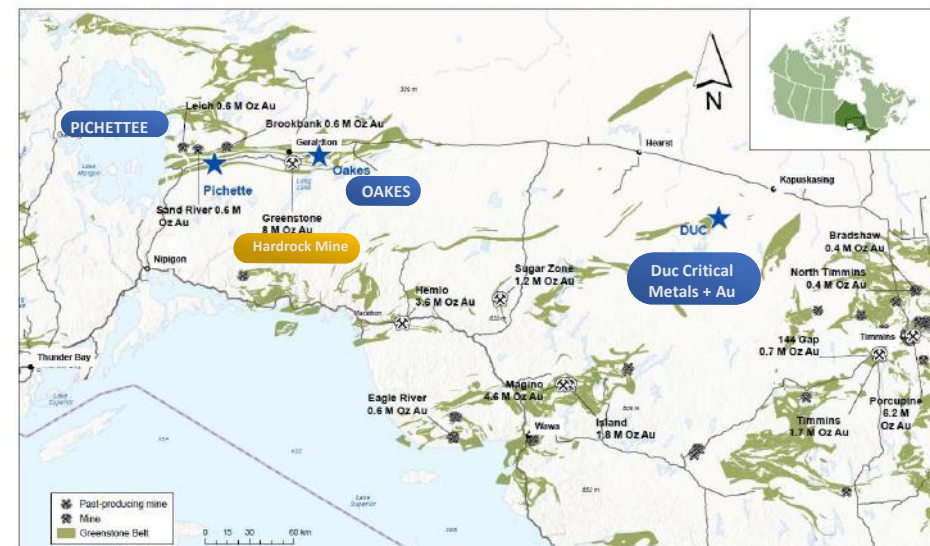 Leich 0.6 M Oz Au
PICHETTEE
Brookbank 0.6 M Oz Au
Geraldton
Oakes
Pichette
OAKES
Sand River 0.6 M
Oz Au
Greenstone
8 M Oz Au
Hardrock Mine
Nipigon
N
Hearst
Kapuskasing
DUC
Duc Critical
Metals + Au
Bradshaw
0.4 M Oz Au
North Timmins
0.4 M Oz Au
Sugar Zone
1.2 M Oz Au
Hemlo
3.6 M Oz Au
Marathon
144 Gap
0.7 M Oz Au
Timmins
Thunder Bay
Lake
Superior
Eagle River
0.6 M Oz Au
Magino
4.6 M Oz Au
Island
1.8 M Oz Au
Wawa
Timmins
1.7 M Oz Au
Porcupine
6.2 M
Oz Au
Lake
Superior
Past-producing mine
Mine
Greenstone Belt
0 15 30 60 km